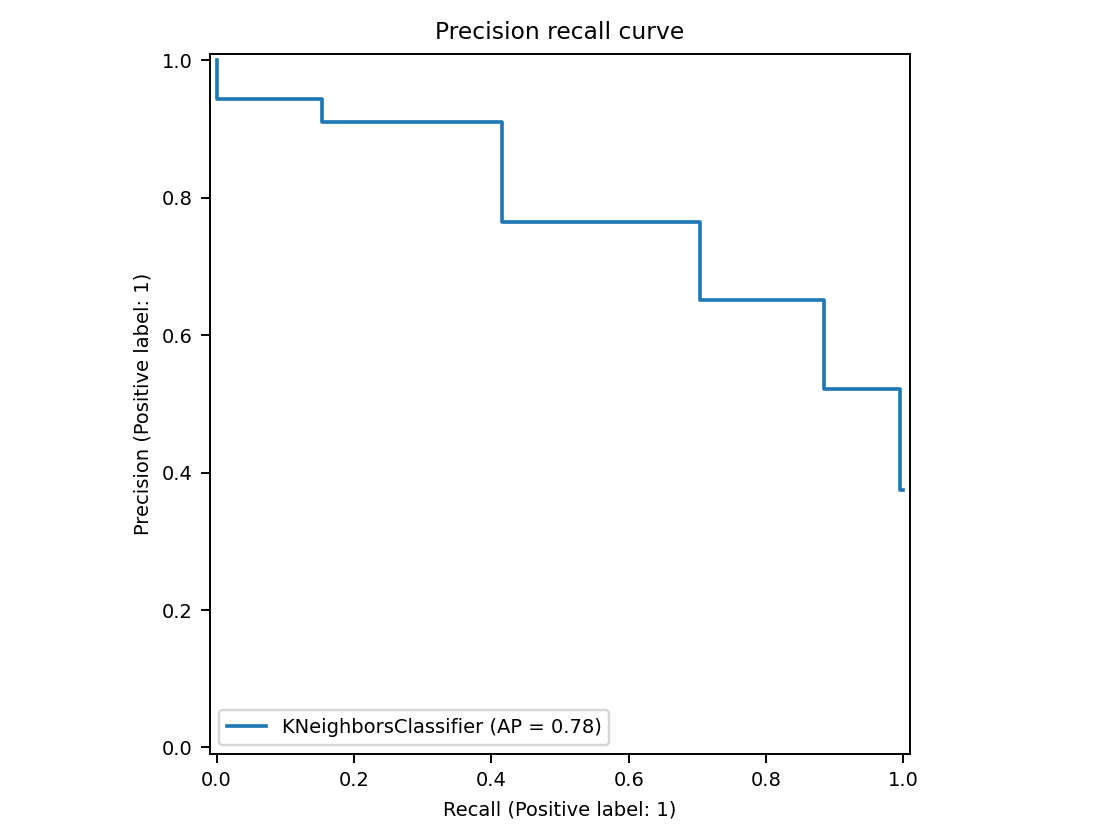 Precision recall curve
1.0
0.8
0.6
0.4
0.2
0.0
Precision (Positive label: 1)
KNeighborsClassifier (AP = 0.78)
0.0 0.2 0.4 0.6 0.8 1.0
Recall (Positive label: 1)